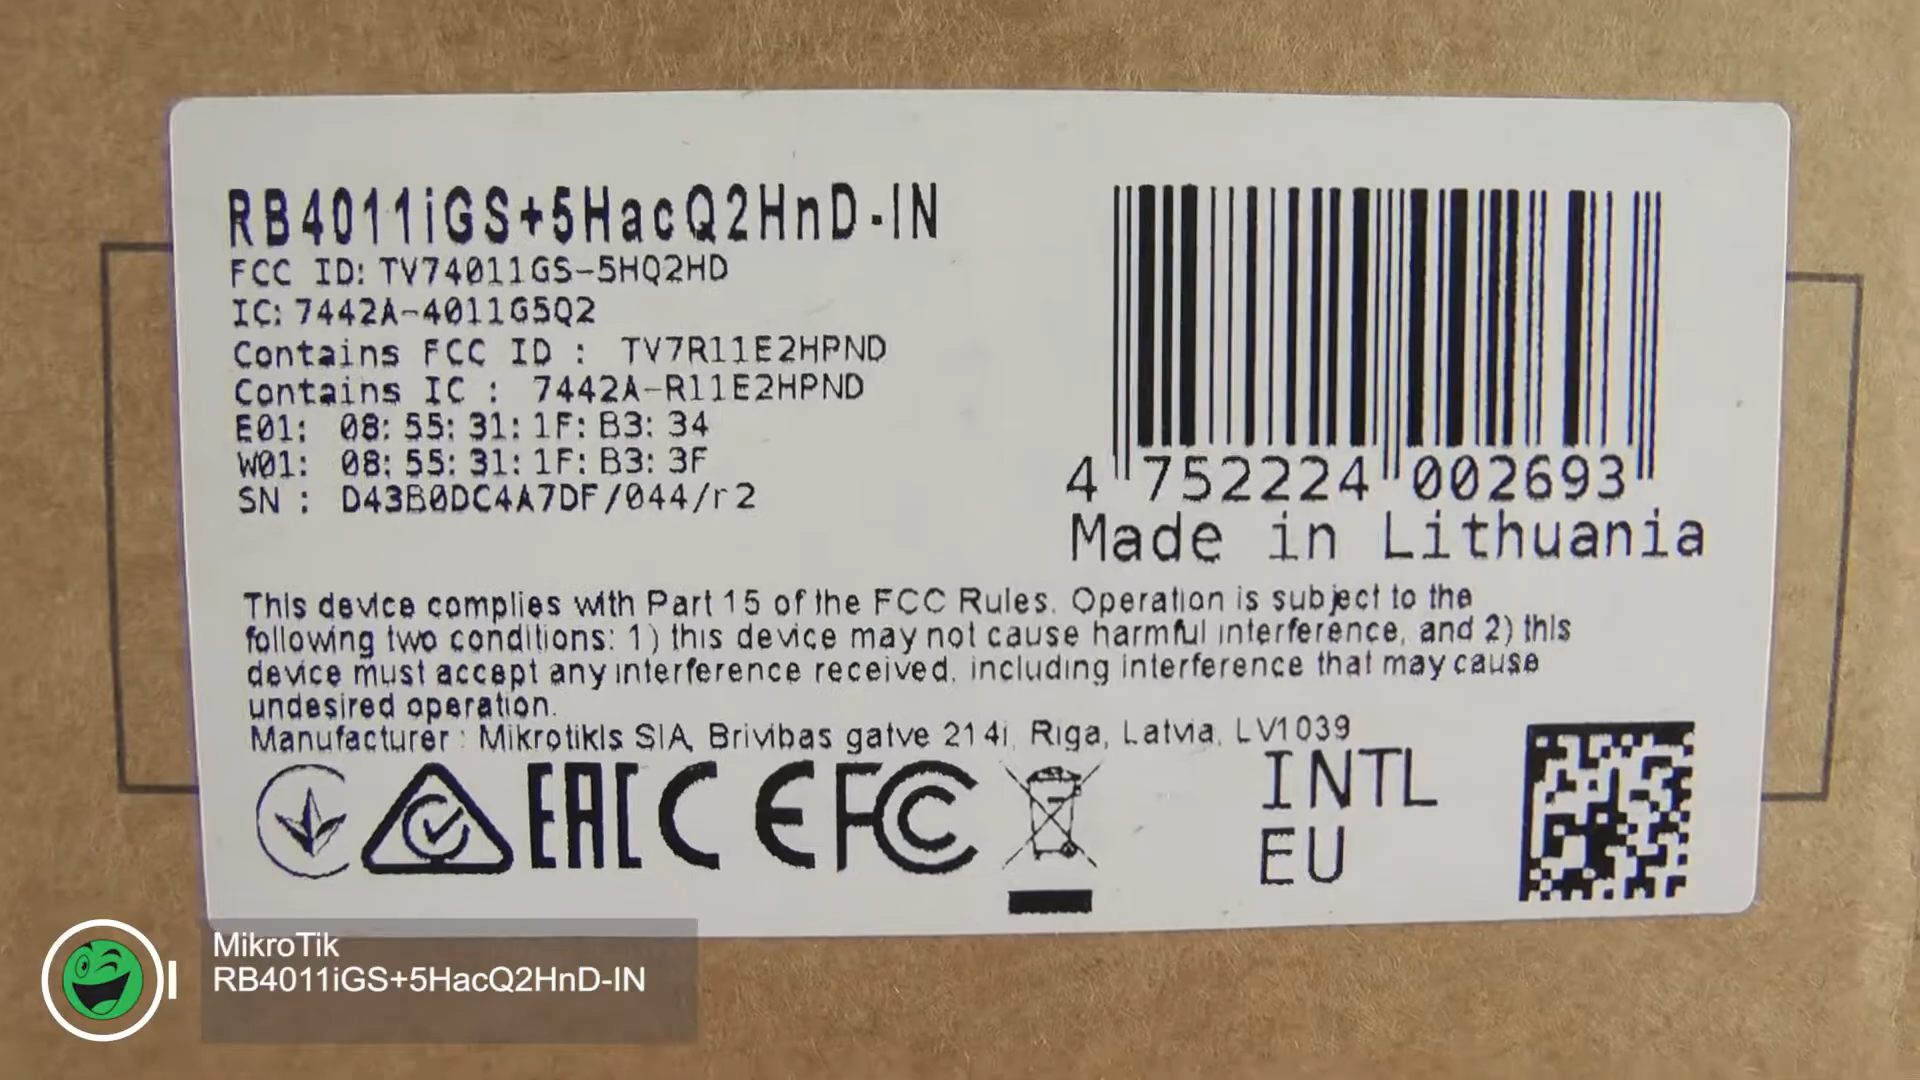 RB4011iGS+5HacQ2HnD-IN
FCC ID: TV74011GS-5HQ2HD
IC: 7442A-4011G5Q2
Contains FCC ID : TV7R11E2HPND
Contains IC : 7442A-R11E2HPND
E01: 08:55:31:1F:B3:34
W01: 08:55:31:1F:B3:3F
SN : D43B0DC4A7DF/044/r2
4 752224 002693
Made in Lithuania
This device complies with Part 15 of the FCC Rules. Operation is subject to the
following two conditions: 1) this device may not cause harmful interference, and 2) this
device must accept any interference received, including interference that may cause
undesired operation.
Manufacturer : Mikrotikls SIA, Brivibas gatve 214i, Riga, Latvia, LV1039
EAC CE FC
INTL
EU
MikroTik
RB4011iGS+5HacQ2HnD-IN